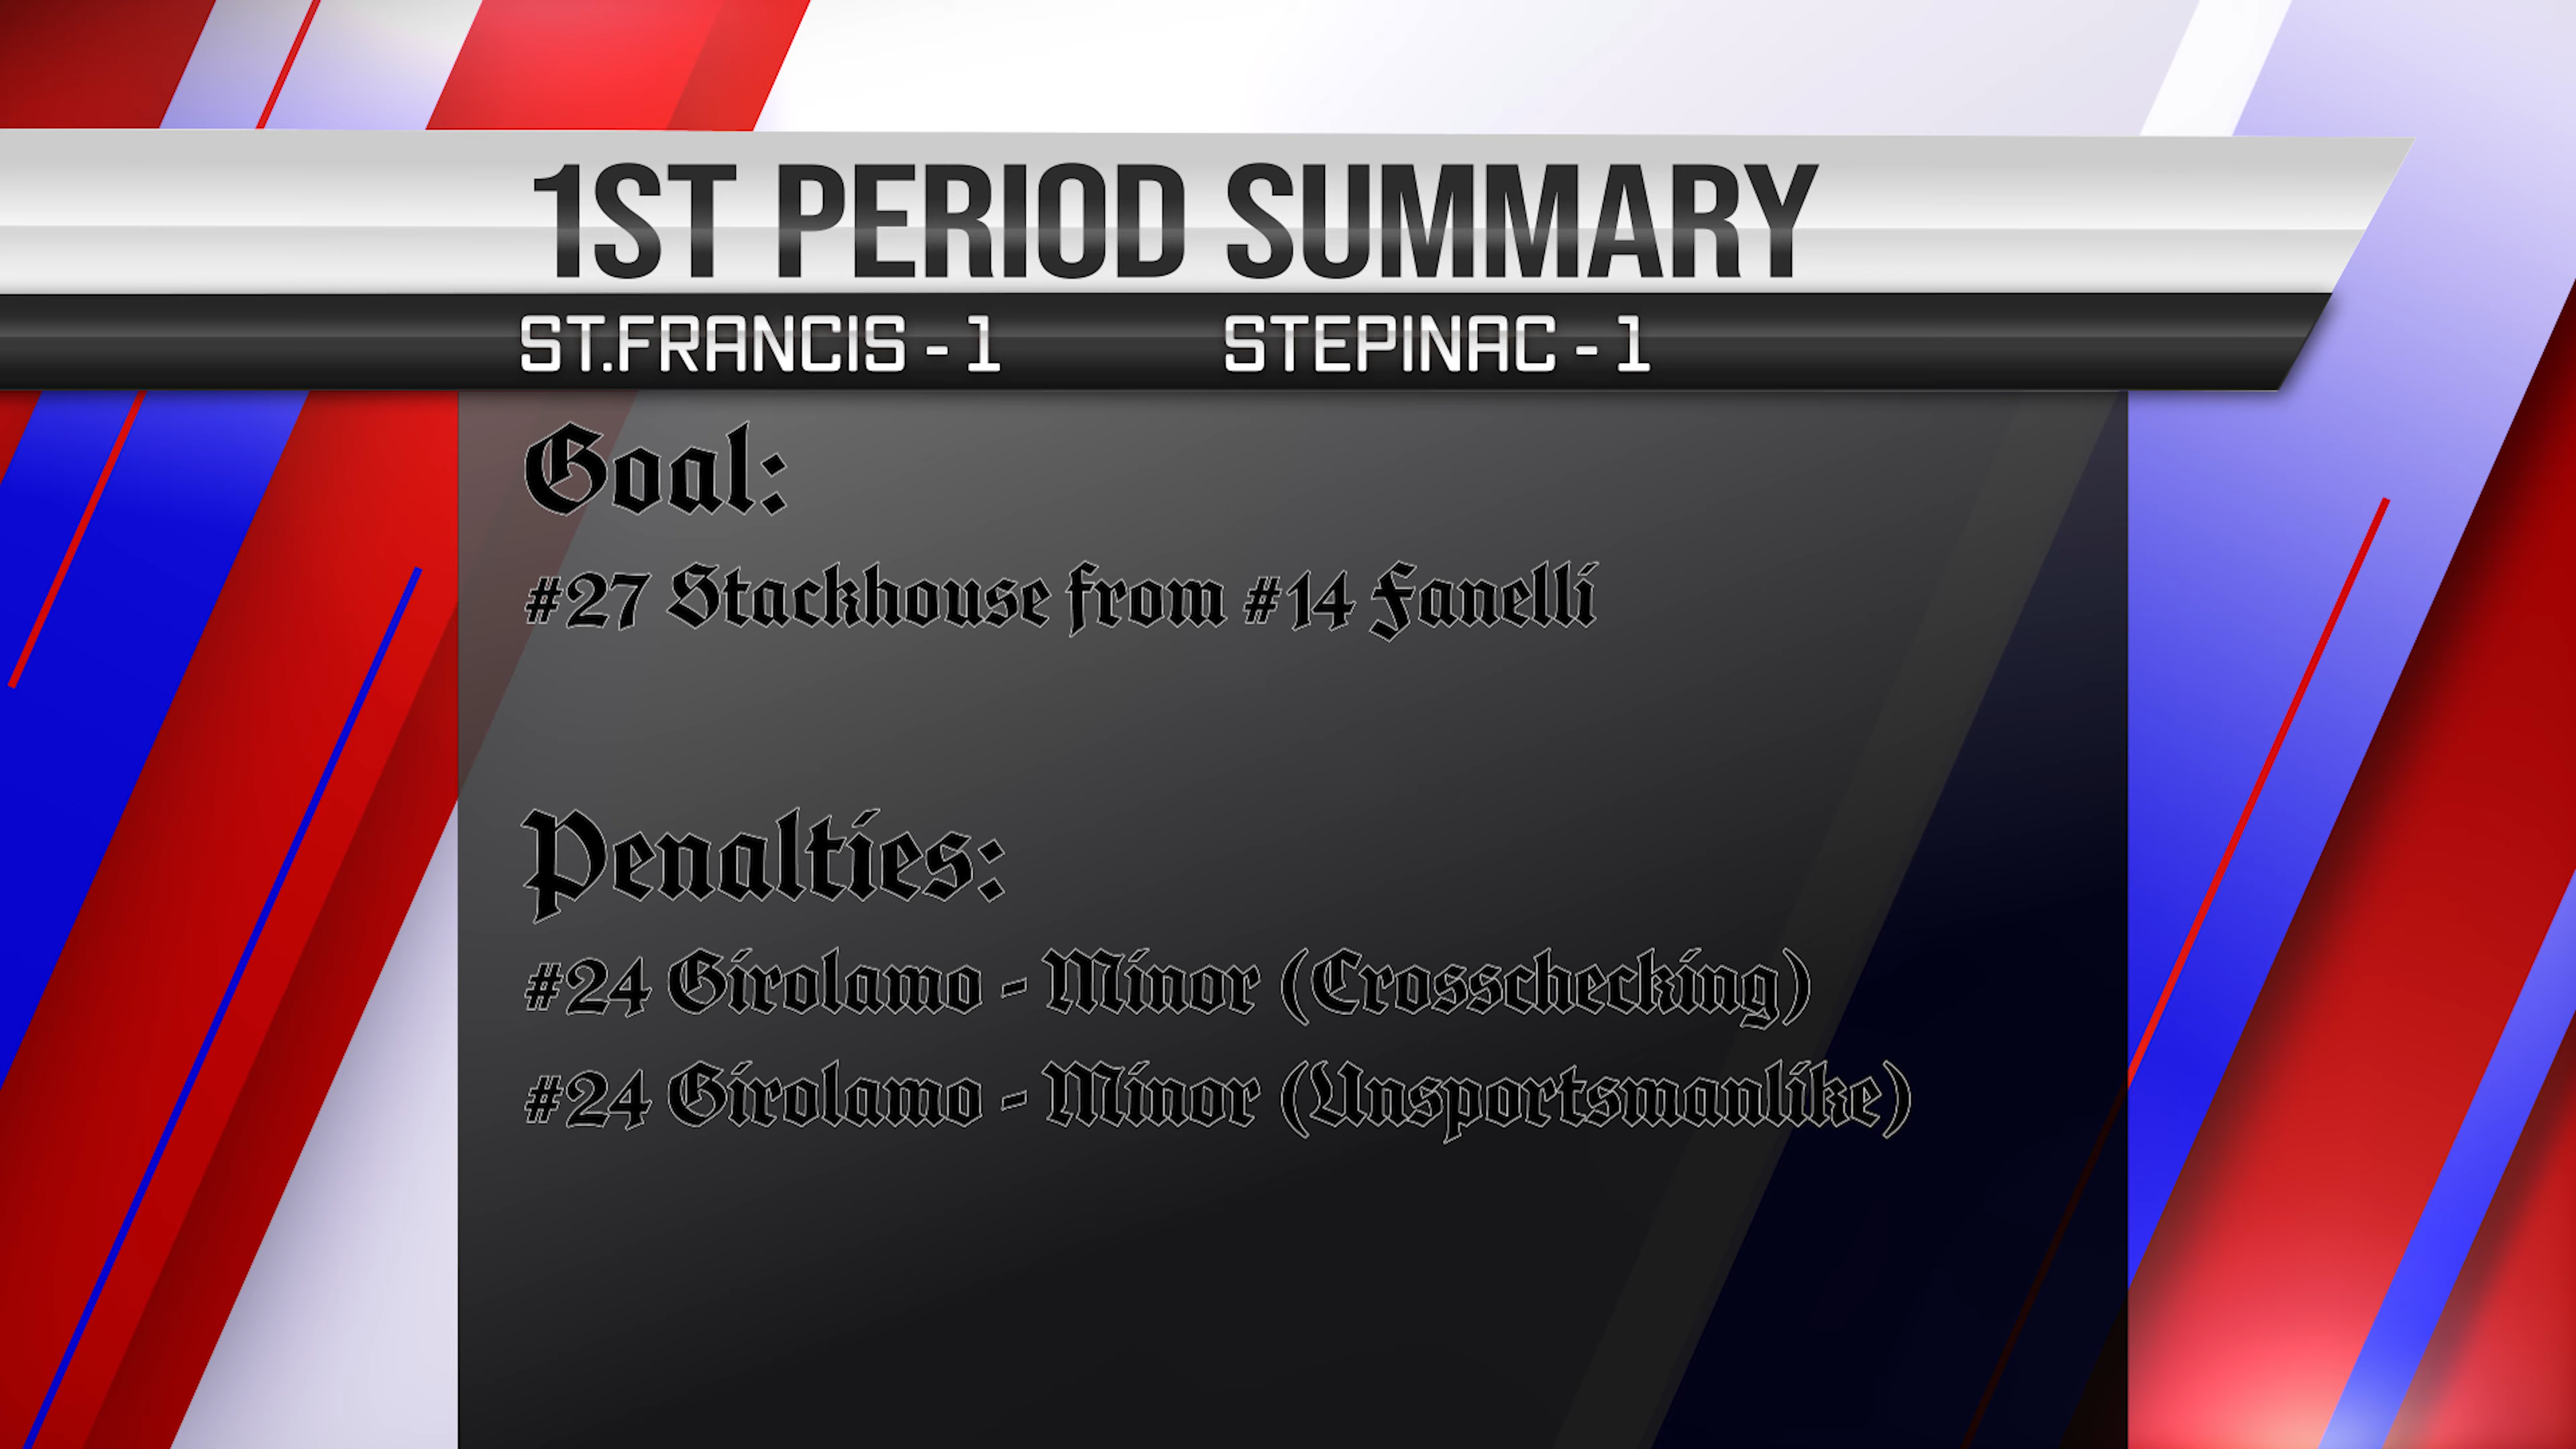 1ST PERIOD SUMMARY
ST.FRANCIS - 1 STEPINAC - 1
Goal:
#27 Stackhouse from #14 Fanelli
Penalties:
#24 Girolamo - Minor (Crosschecking)
#24 Girolamo - Minor (Unsportsmanlike)